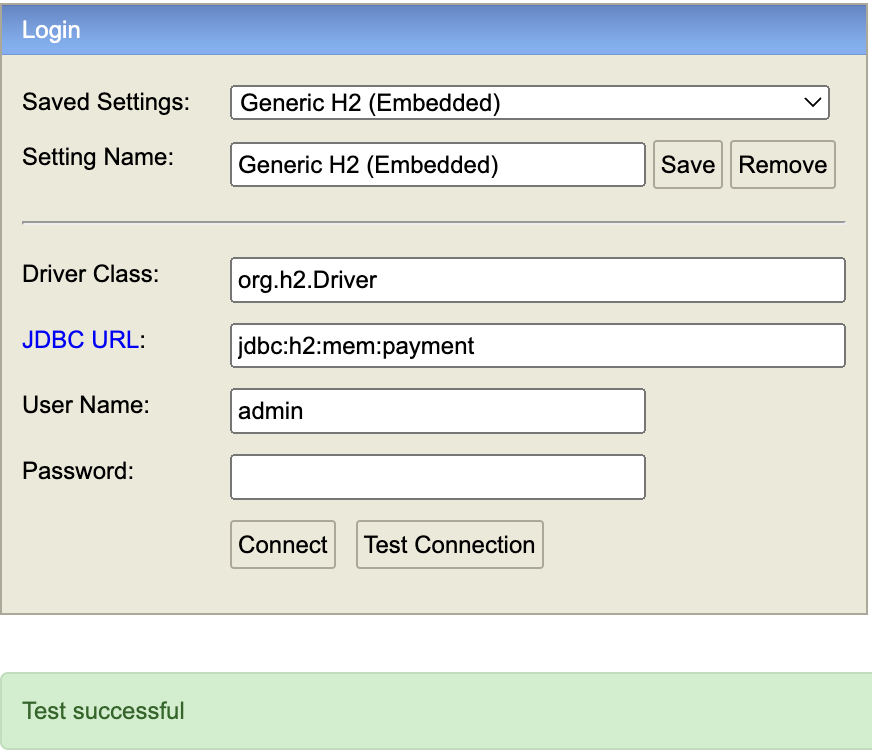 Login
Saved Settings: Generic H2 (Embedded)
Setting Name: Generic H2 (Embedded) Save Remove
Driver Class: org.h2.Driver
JDBC URL: jdbc:h2:mem:payment
User Name: admin
Password:
Connect Test Connection
Test successful